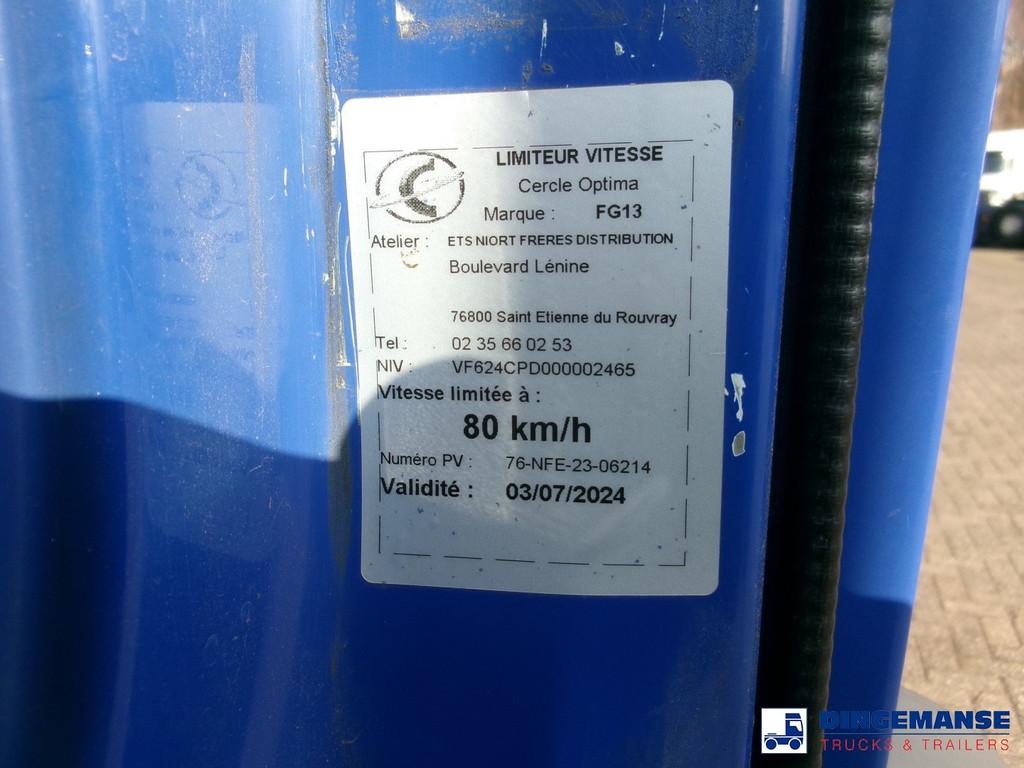 LIMITEUR VITESSE
Cercle Optima
Marque : FG13
Atelier : ETS NIORT FRERES DISTRIBUTION
Boulevard Lénine
76800 Saint Etienne du Rouvray
Tel : 02 35 66 02 53
NIV : VF624CPD000002465
Vitesse limitée à :
80 km/h
Numéro PV : 76-NFE-23-06214
Validité : 03/07/2024
DINGEMANSE
TRUCKS & TRAILERS